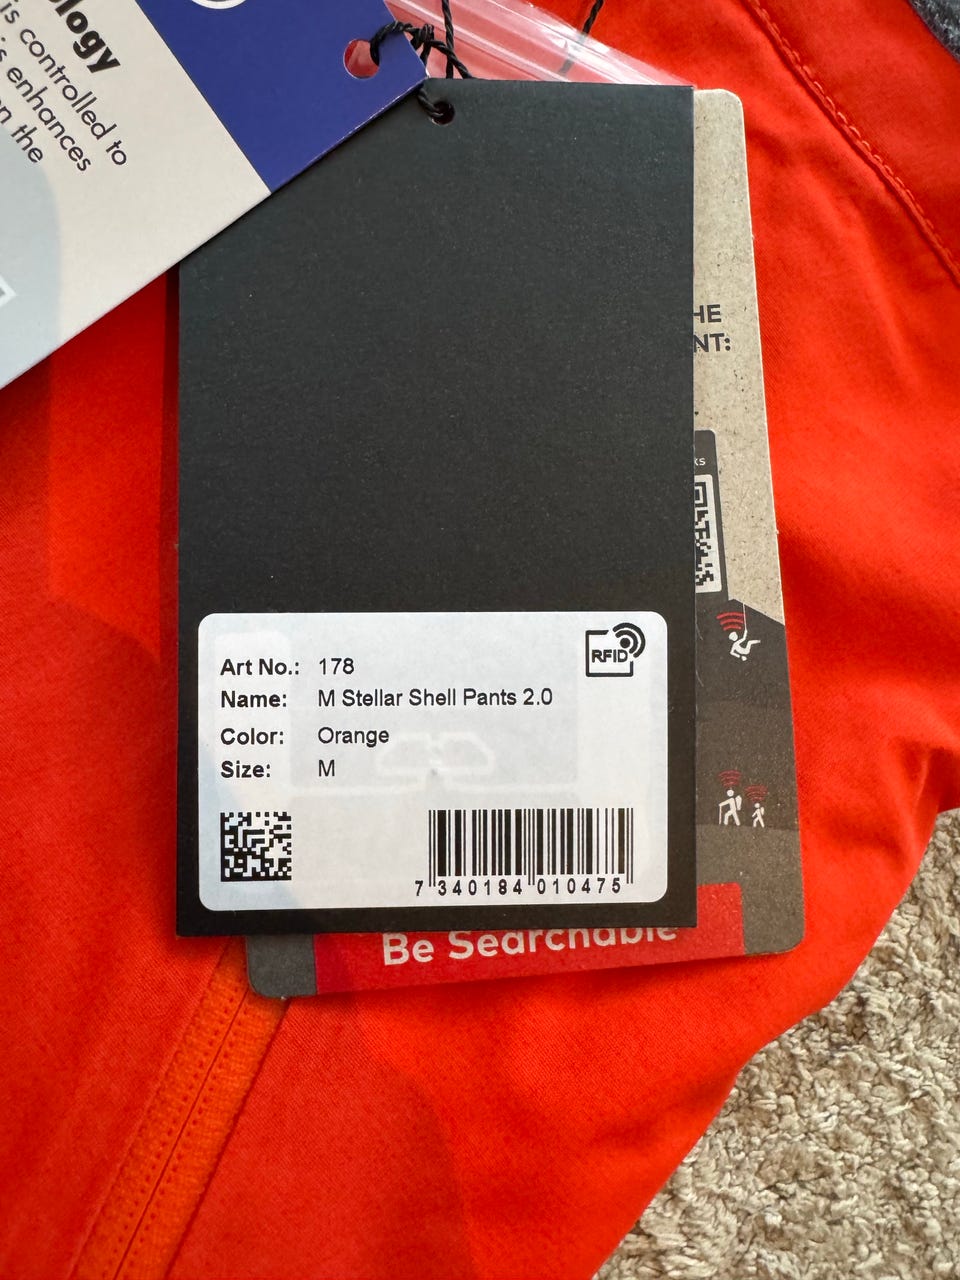 ology
is controlled to
s enhances
n the
HE
NT:
ks
RFID
Art No.: 178
Name: M Stellar Shell Pants 2.0
Color: Orange
Size: M
7 340184 010475
Be Searchable